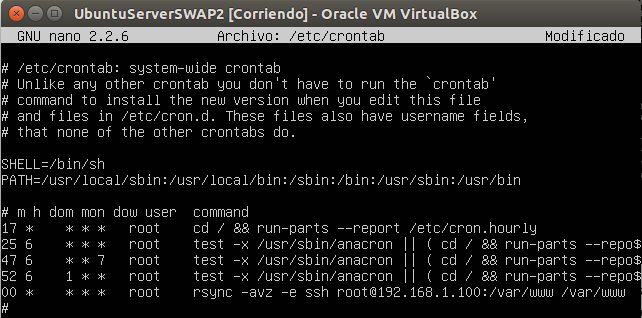 UbuntuServerSWAP2 [Corriendo] - Oracle VM VirtualBox
GNU nano 2.2.6 Archivo: /etc/crontab Modificado
# /etc/crontab: system-wide crontab
# Unlike any other crontab you don't have to run the `crontab'
# command to install the new version when you edit this file
# and files in /etc/cron.d. These files also have username fields,
# that none of the other crontabs do.
SHELL=/bin/sh
PATH=/usr/local/sbin:/usr/local/bin:/sbin:/bin:/usr/sbin:/usr/bin
# m h dom mon dow user  command
17 *    * * *   root    cd / && run-parts --report /etc/cron.hourly
25 6    * * *   root    test -x /usr/sbin/anacron || ( cd / && run-parts --repo$
47 6    * * 7   root    test -x /usr/sbin/anacron || ( cd / && run-parts --repo$
52 6    1 * *   root    test -x /usr/sbin/anacron || ( cd / && run-parts --repo$
00 *    * * *   root    rsync -avz -e ssh root@192.168.1.100:/var/www /var/www
#